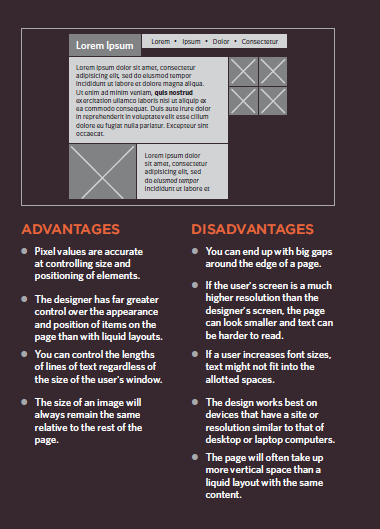 Lorem Ipsum
Lorem • Ipsum • Dolor • Consectetur
Lorem ipsum dolor sit amet, consectetur
adipisicing elit, sed do eiusmod tempor
incididunt ut labore et dolore magna aliqua.
Ut enim ad minim veniam, quis nostrud
exercitation ullamco laboris nisi ut aliquip ex
ea commodo consequat. Duis aute irure dolor
in reprehenderit in voluptate velit esse cillum
dolore eu fugiat nulla pariatur. Excepteur sint
occaecat.
Lorem ipsum dolor
sit amet, consectetur
adipisicing elit, sed
do eiusmod tempor
incididunt ut labore et
ADVANTAGES
● Pixel values are accurate
at controlling size and
positioning of elements.
● The designer has far greater
control over the appearance
and position of items on the
page than with liquid layouts.
● You can control the lengths
of lines of text regardless of
the size of the user's window.
● The size of an image will
always remain the same
relative to the rest of the
page.
DISADVANTAGES
● You can end up with big gaps
around the edge of a page.
● If the user's screen is a much
higher resolution than the
designer's screen, the page
can look smaller and text can
be harder to read.
● If a user increases font sizes,
text might not fit into the
allotted spaces.
● The design works best on
devices that have a site or
resolution similar to that of
desktop or laptop computers.
● The page will often take up
more vertical space than a
liquid layout with the same
content.